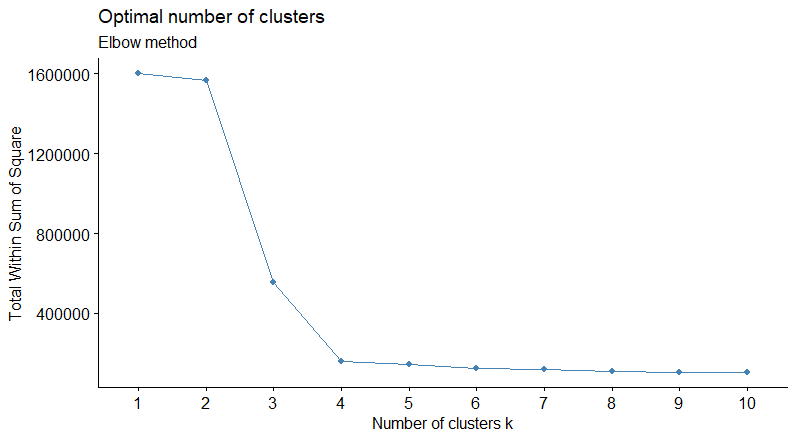 Optimal number of clusters
Elbow method
Total Within Sum of Square
1600000
1200000
800000
400000
1 2 3 4 5 6 7 8 9 10
Number of clusters k